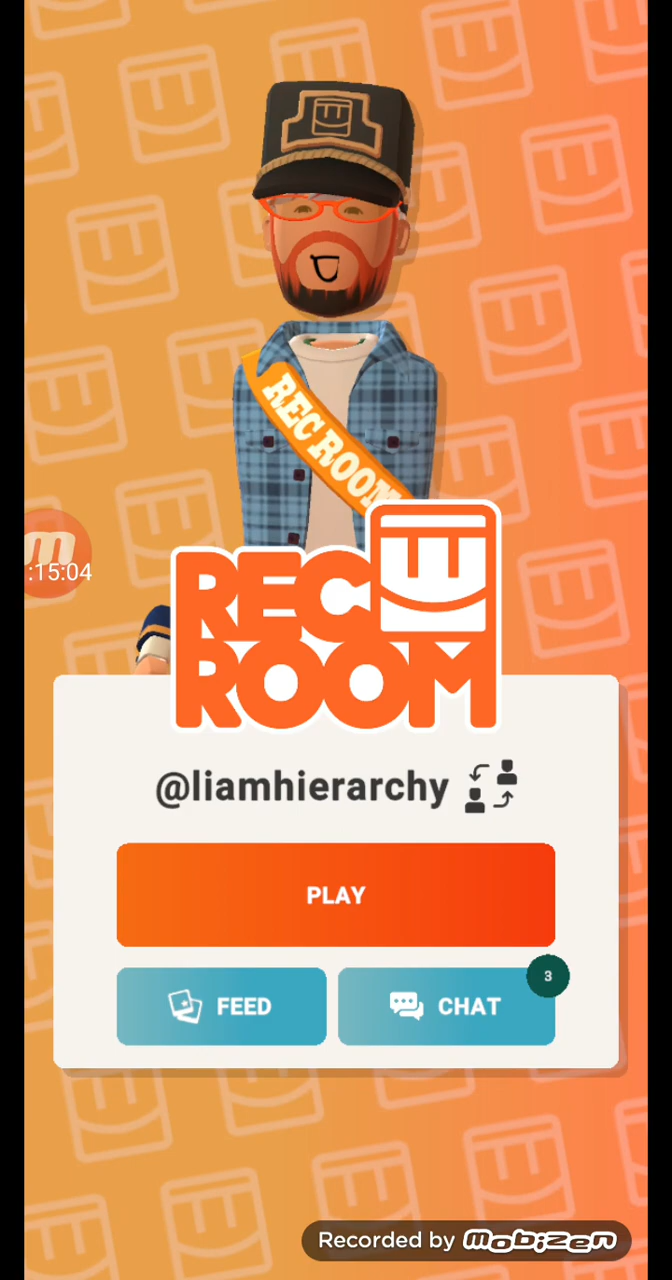 REC ROOM
:15:04
REC
ROOM
@liamhierarchy
PLAY
3
FEED
CHAT
Recorded by mobizen